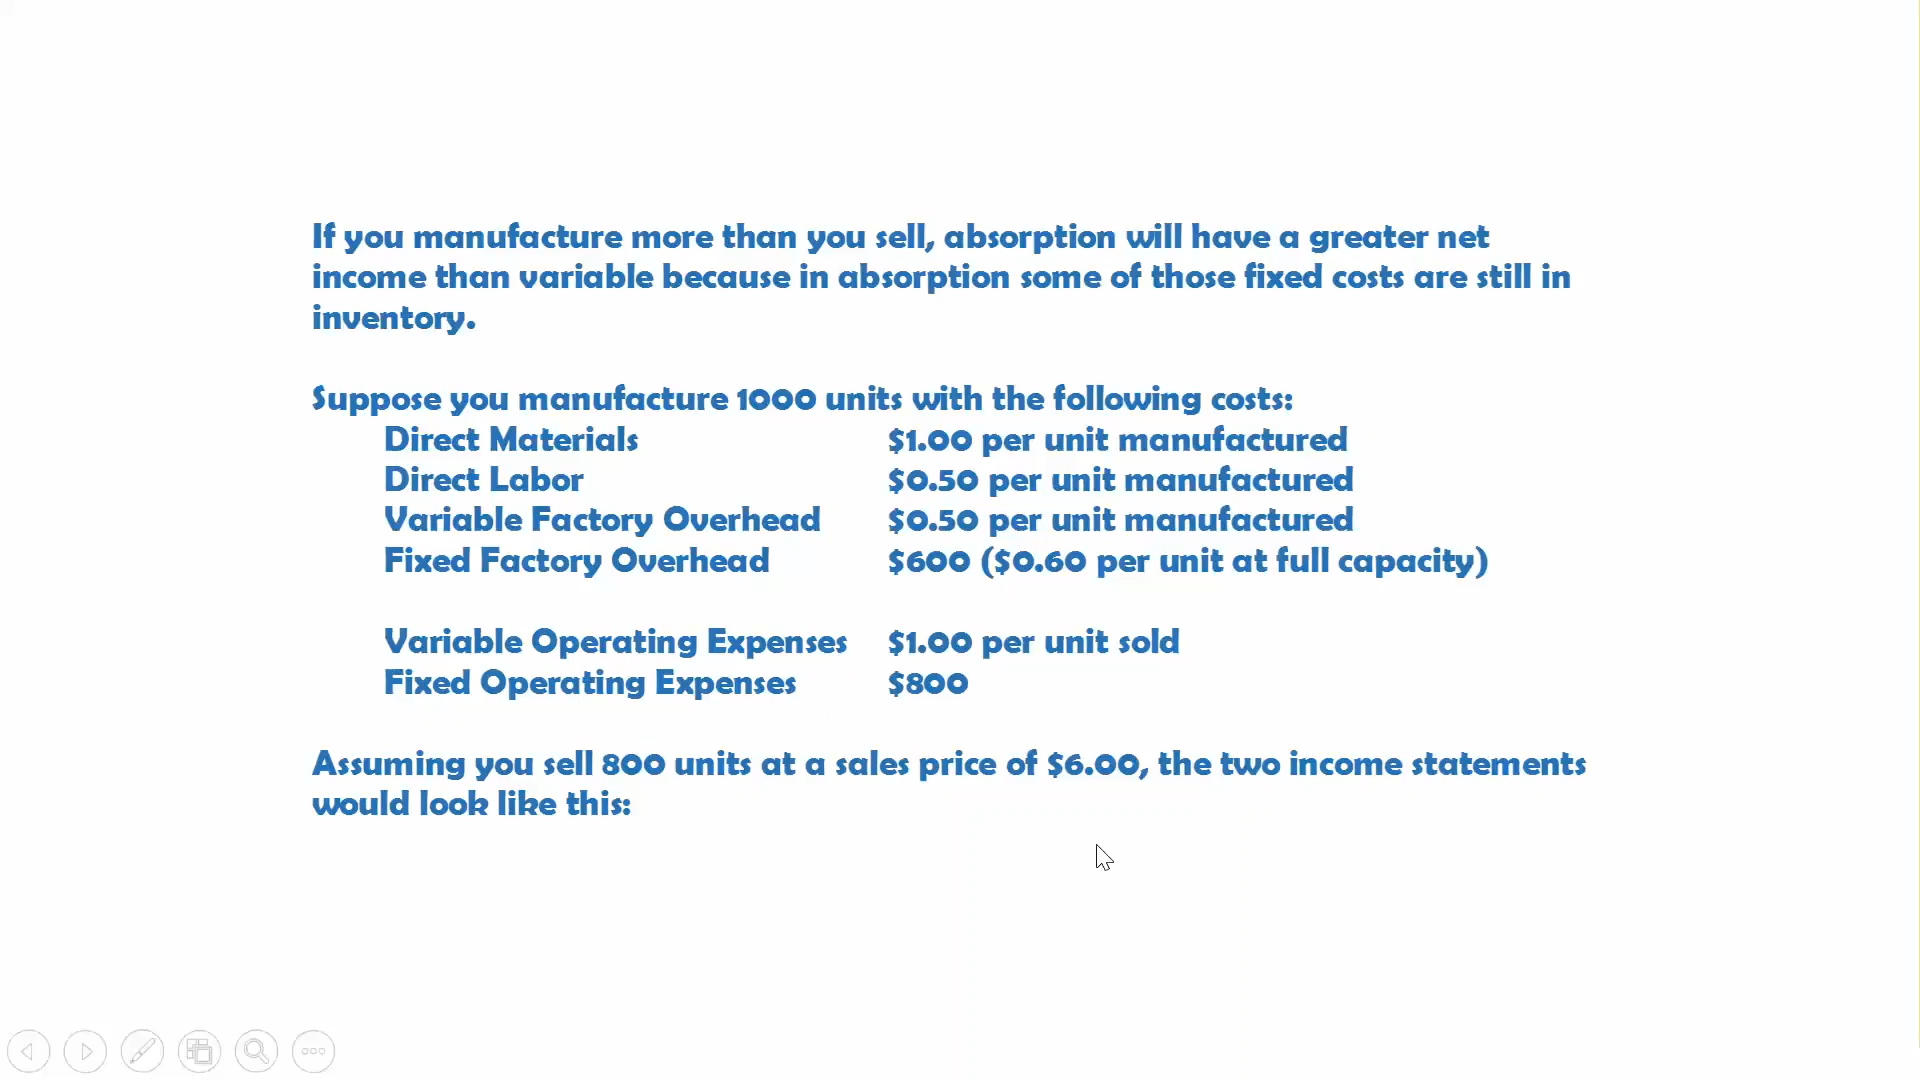 If you manufacture more than you sell, absorption will have a greater net
income than variable because in absorption some of those fixed costs are still in
inventory.
Suppose you manufacture 1000 units with the following costs:
Direct Materials $1.00 per unit manufactured
Direct Labor $0.50 per unit manufactured
Variable Factory Overhead $0.50 per unit manufactured
Fixed Factory Overhead $600 ($0.60 per unit at full capacity)
Variable Operating Expenses $1.00 per unit sold
Fixed Operating Expenses $800
Assuming you sell 800 units at a sales price of $6.00, the two income statements
would look like this: